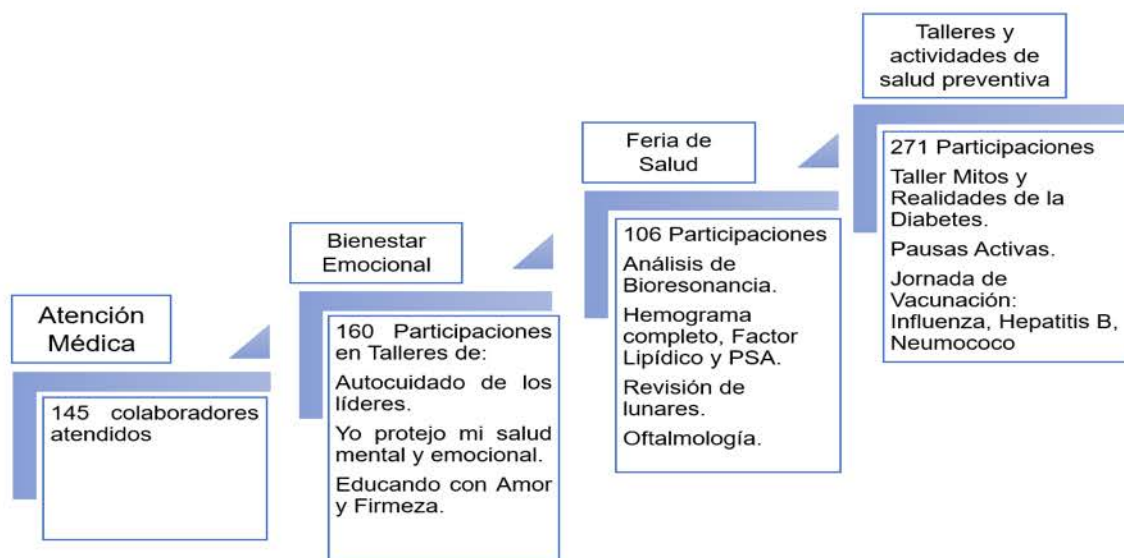 Atención
Médica
145 colaboradores
atendidos
Bienestar
Emocional
160 Participaciones
en Talleres de:
Autocuidado de los
líderes.
Yo protejo mi salud
mental y emocional.
Educando con Amor
y Firmeza.
Feria de
Salud
106 Participaciones
Análisis de
Bioresonancia.
Hemograma
completo, Factor
Lipídico y PSA.
Revisión de
lunares.
Oftalmología.
Talleres y
actividades de
salud preventiva
271 Participaciones
Taller Mitos y
Realidades de la
Diabetes.
Pausas Activas.
Jornada de
Vacunación:
Influenza, Hepatitis B,
Neumococo